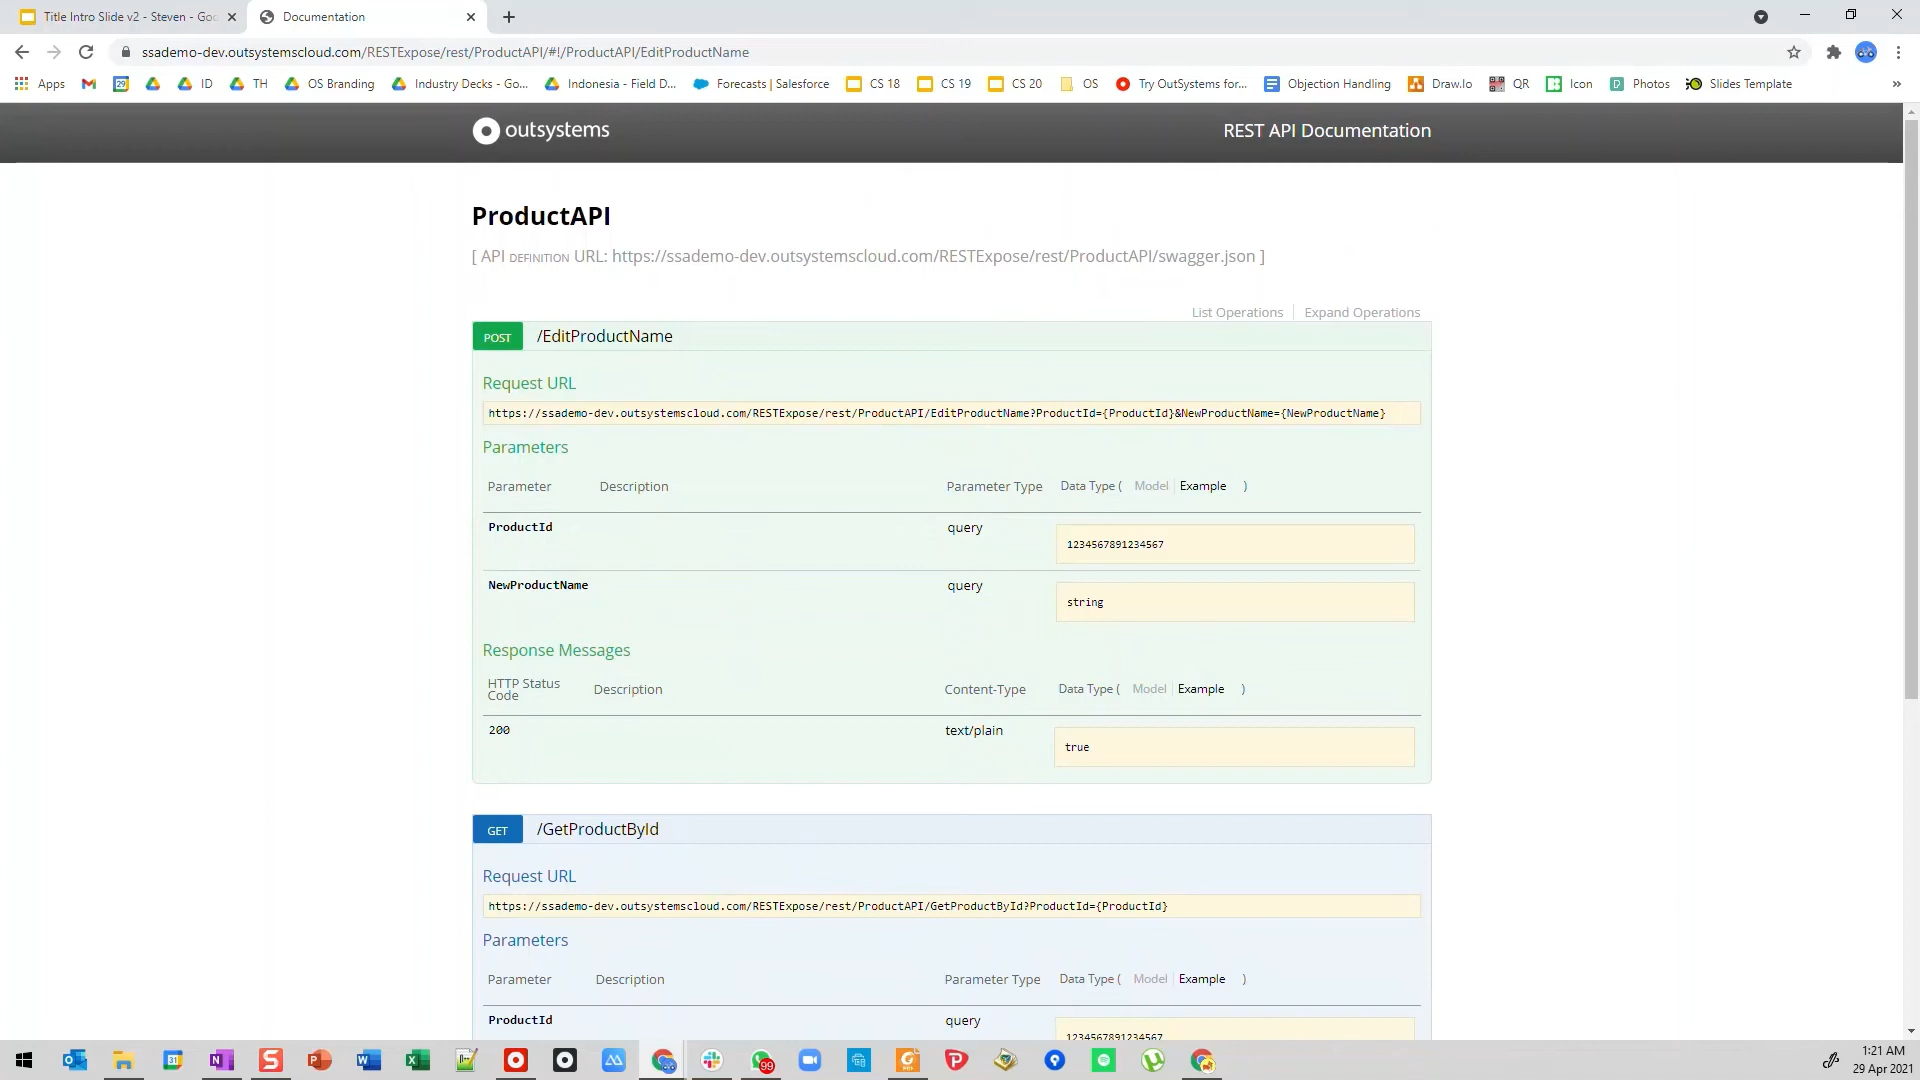 Title Intro Slide v2 - Steven - Goo
Documentation
ssademo-dev.outsystemscloud.com/RESTExpose/rest/ProductAPI/#!/ProductAPI/EditProductName
Apps
ID
TH
OS Branding
Industry Decks - Go...
Indonesia - Field D...
Forecasts | Salesforce
CS 18
CS 19
CS 20
OS
Try OutSystems for...
Objection Handling
Draw.Io
QR
Icon
Photos
Slides Template
»
outsystems
REST API Documentation
ProductAPI
[ API DEFINITION URL: https://ssademo-dev.outsystemscloud.com/RESTExpose/rest/ProductAPI/swagger.json ]
List Operations | Expand Operations
POST /EditProductName
Request URL
https://ssademo-dev.outsystemscloud.com/RESTExpose/rest/ProductAPI/EditProductName?ProductId={ProductId}&NewProductName={NewProductName}
Parameters
Parameter Description Parameter Type Data Type ( Model Example )
ProductId query 1234567891234567
NewProductName query string
Response Messages
HTTP Status Code Description Content-Type Data Type ( Model Example )
200 text/plain true
GET /GetProductById
Request URL
https://ssademo-dev.outsystemscloud.com/RESTExpose/rest/ProductAPI/GetProductById?ProductId={ProductId}
Parameters
Parameter Description Parameter Type Data Type ( Model Example )
ProductId query 1234567891234567
99
1:21 AM
29 Apr 2021